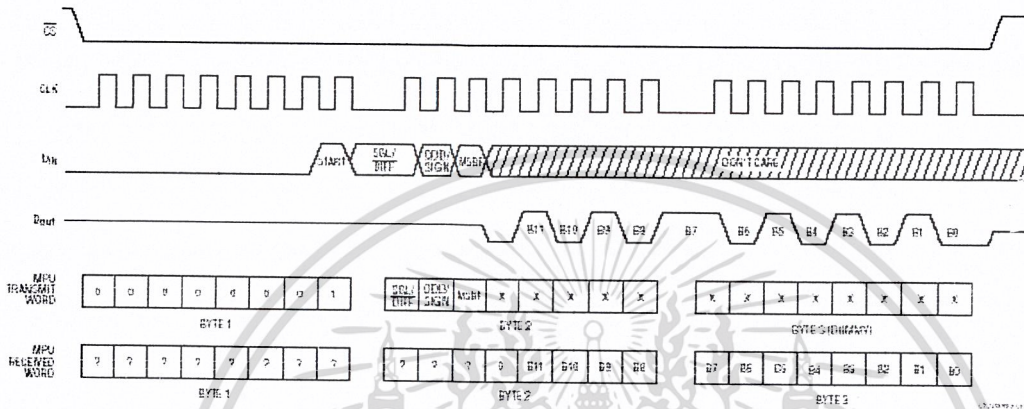 CS
CLK
START SGL/DIFF ODD/SIGN MSBF DON'T CARE
Dout B11 B10 B9 B8 B7 B6 B5 B4 B3 B2 B1 B0
MPU TRANSMIT WORD
0 0 0 0 0 0 0 1
SGL/DIFF ODD/SIGN MSBF X X X X X
X X X X X X X X
BYTE 1 BYTE 2 BYTE 3 (DUMMY)
MPU RECEIVED WORD
? ? ? ? ? ? ? ?
? ? ? 0 B11 B10 B9 B8
B7 B6 B5 B4 B3 B2 B1 B0
BYTE 1 BYTE 2 BYTE 3